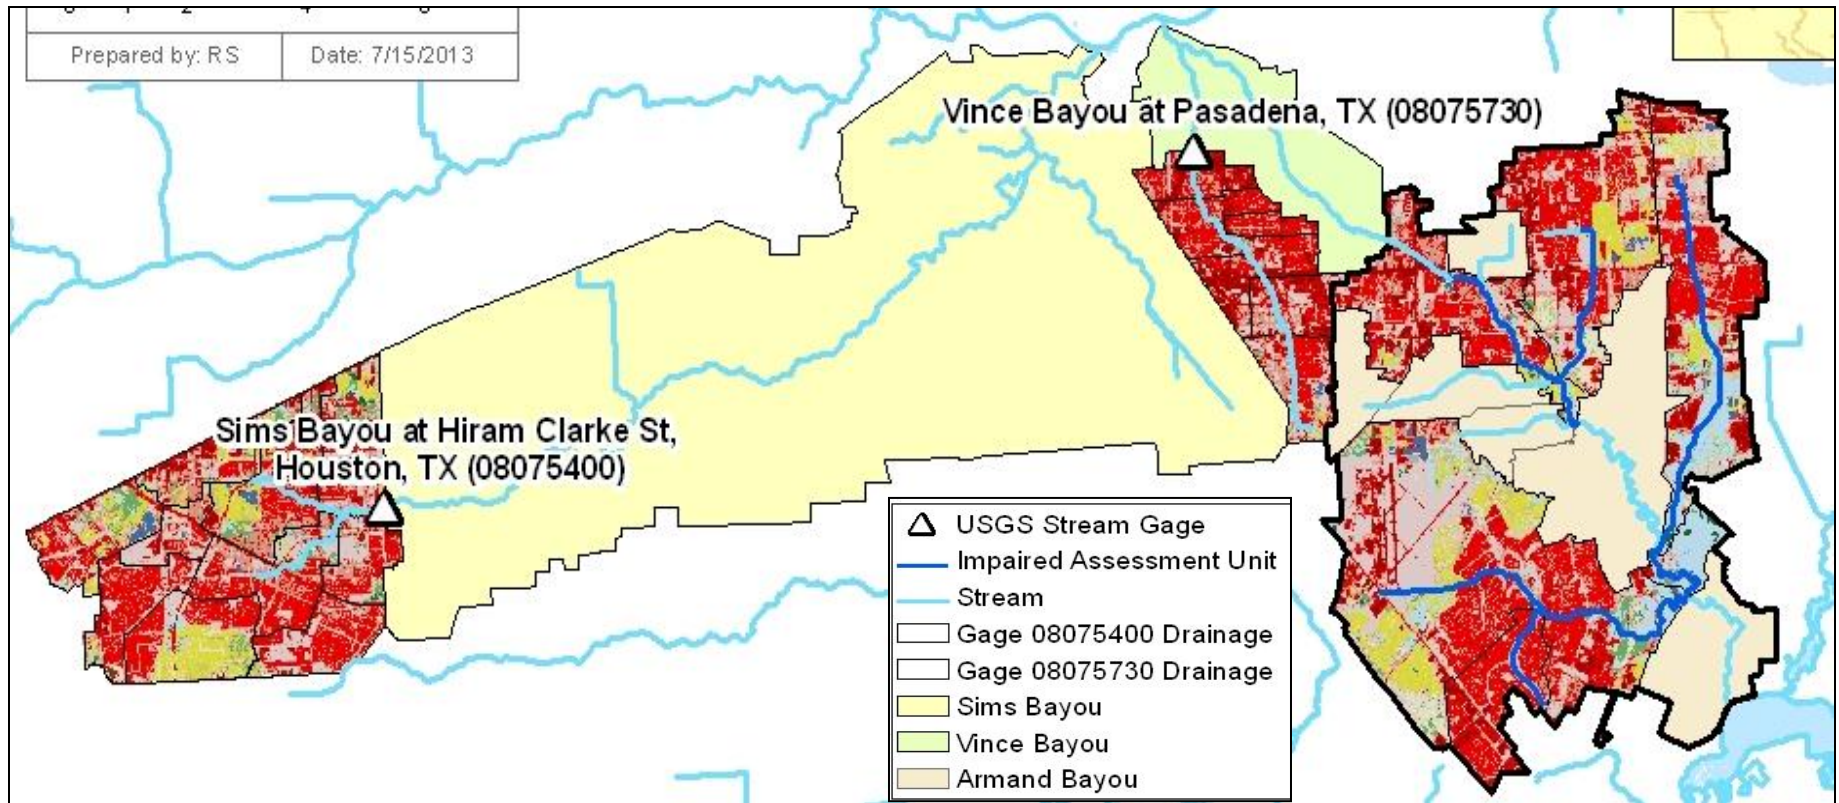 Prepared by: RS
Date: 7/15/2013
Vince Bayou at Pasadena, TX (08075730)
Sims Bayou at Hiram Clarke St,
Houston, TX (08075400)
USGS Stream Gage
Impaired Assessment Unit
Stream
Gage 08075400 Drainage
Gage 08075730 Drainage
Sims Bayou
Vince Bayou
Armand Bayou